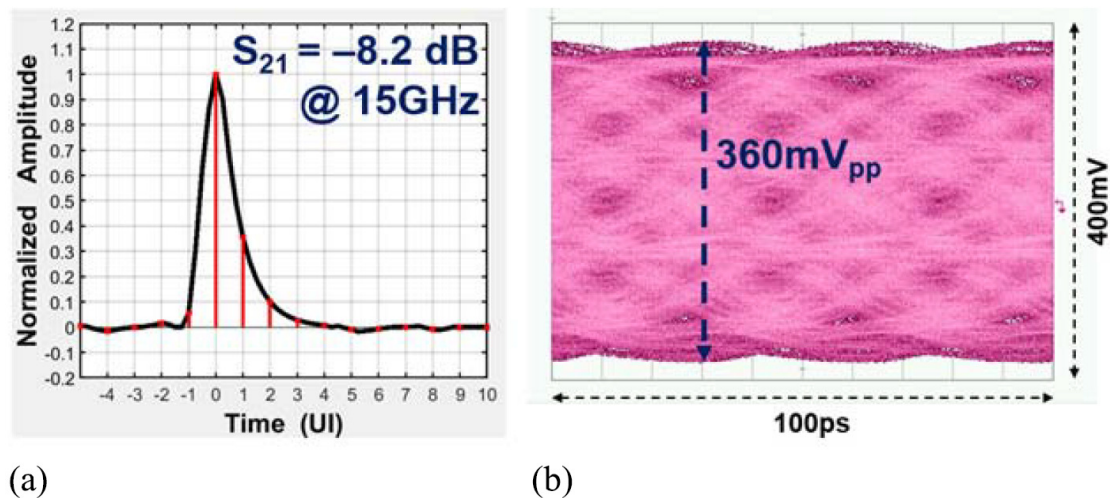 S21 = –8.2 dB
@ 15GHz
Normalized Amplitude
1.2
1.1
1
0.9
0.8
0.7
0.6
0.5
0.4
0.3
0.2
0.1
0
-0.1
-0.2
-4 -3 -2 -1 0 1 2 3 4 5 6 7 8 9 10
Time (UI)
360mVpp
400mV
100ps
(a)
(b)